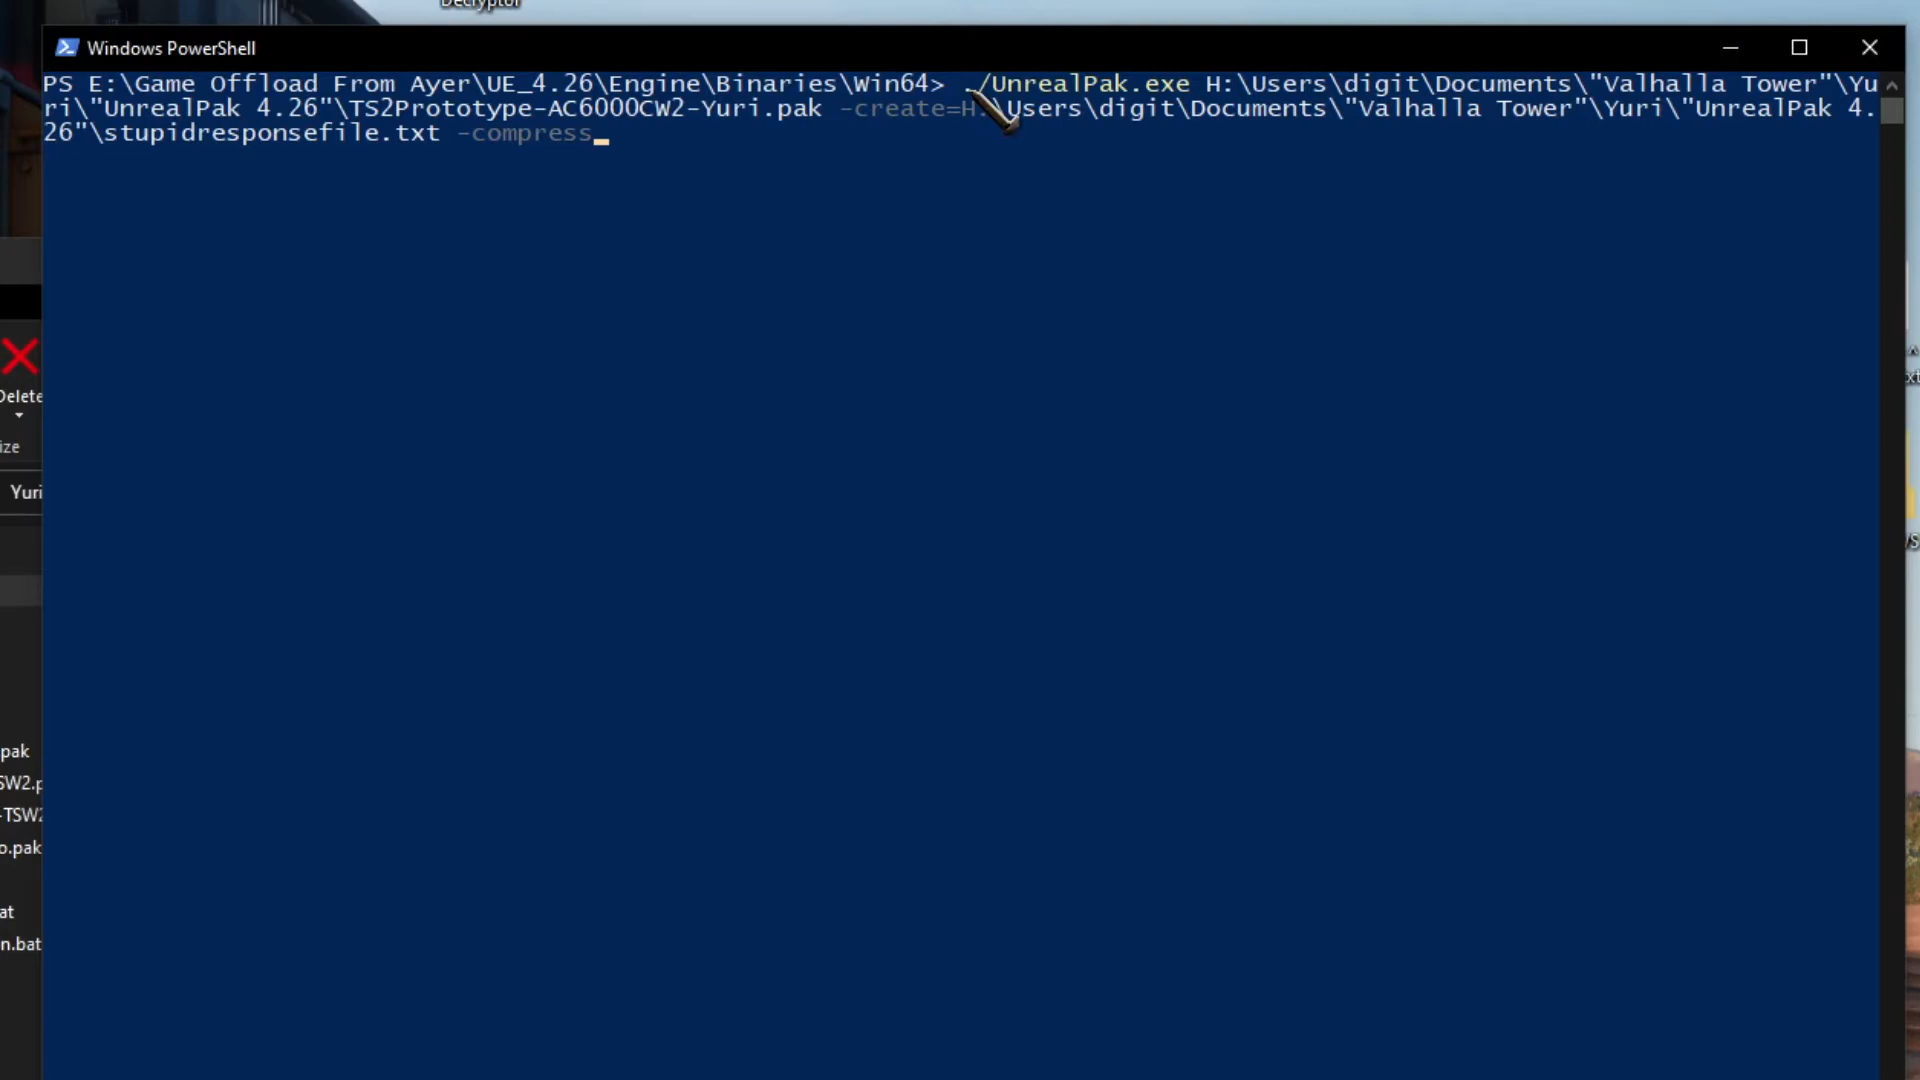 Decryptor
Windows PowerShell
PS E:\Game Offload From Ayer\UE_4.26\Engine\Binaries\Win64> ./UnrealPak.exe H:\Users\digit\Documents\"Valhalla Tower"\Yu
ri\"UnrealPak 4.26"\TS2Prototype-AC6000CW2-Yuri.pak -create=H:\Users\digit\Documents\"Valhalla Tower"\Yuri\"UnrealPak 4.
26"\stupidresponsefile.txt -compress
Delete
ize
Yuri
pak
SW2.p
-TSW2
o.pak
at
n.bat